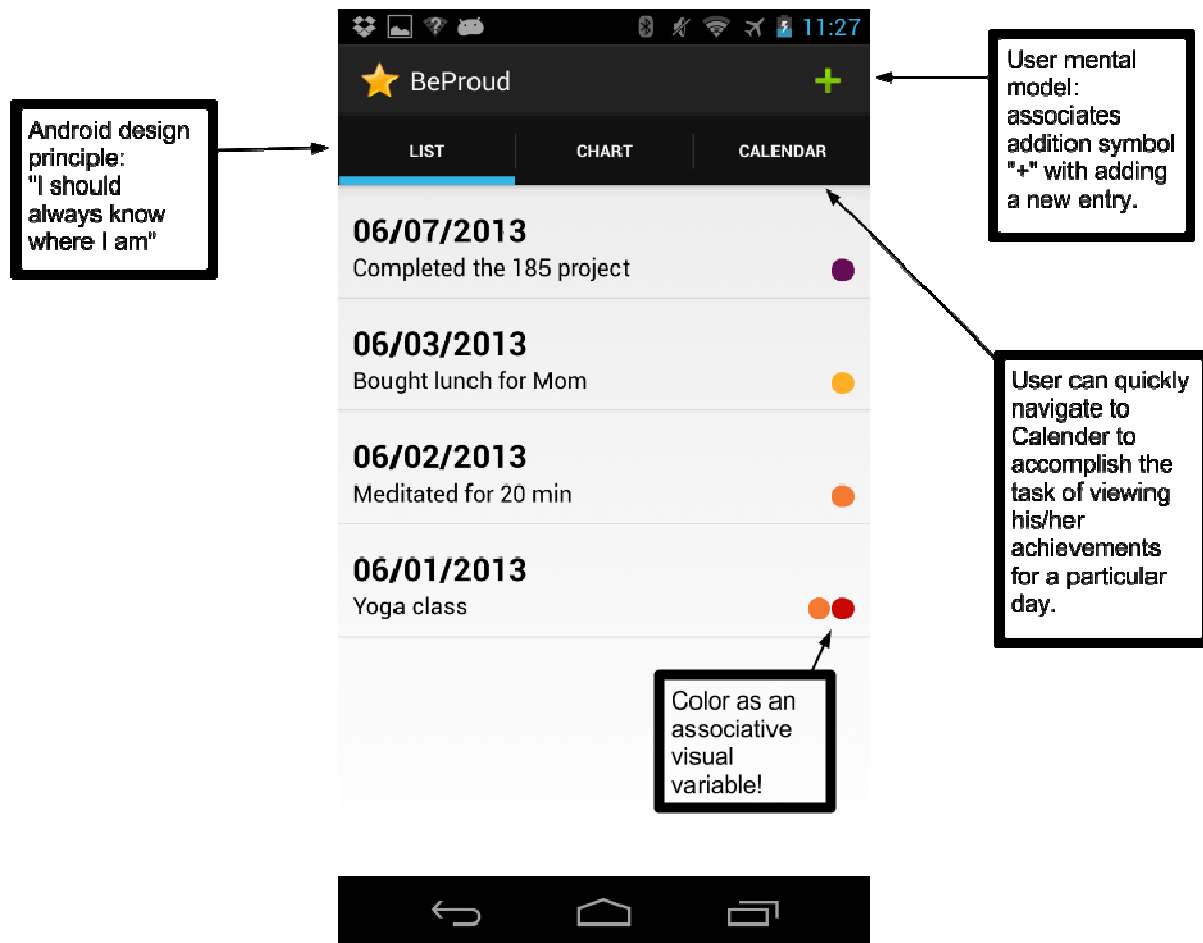 11:27
BeProud
LIST CHART CALENDAR
06/07/2013
Completed the 185 project
06/03/2013
Bought lunch for Mom
06/02/2013
Meditated for 20 min
06/01/2013
Yoga class
Android design
principle:
"I should
always know
where I am"
User mental
model:
associates
addition symbol
"+" with adding
a new entry.
User can quickly
navigate to
Calender to
accomplish the
task of viewing
his/her
achievements
for a particular
day.
Color as an
associative
visual
variable!